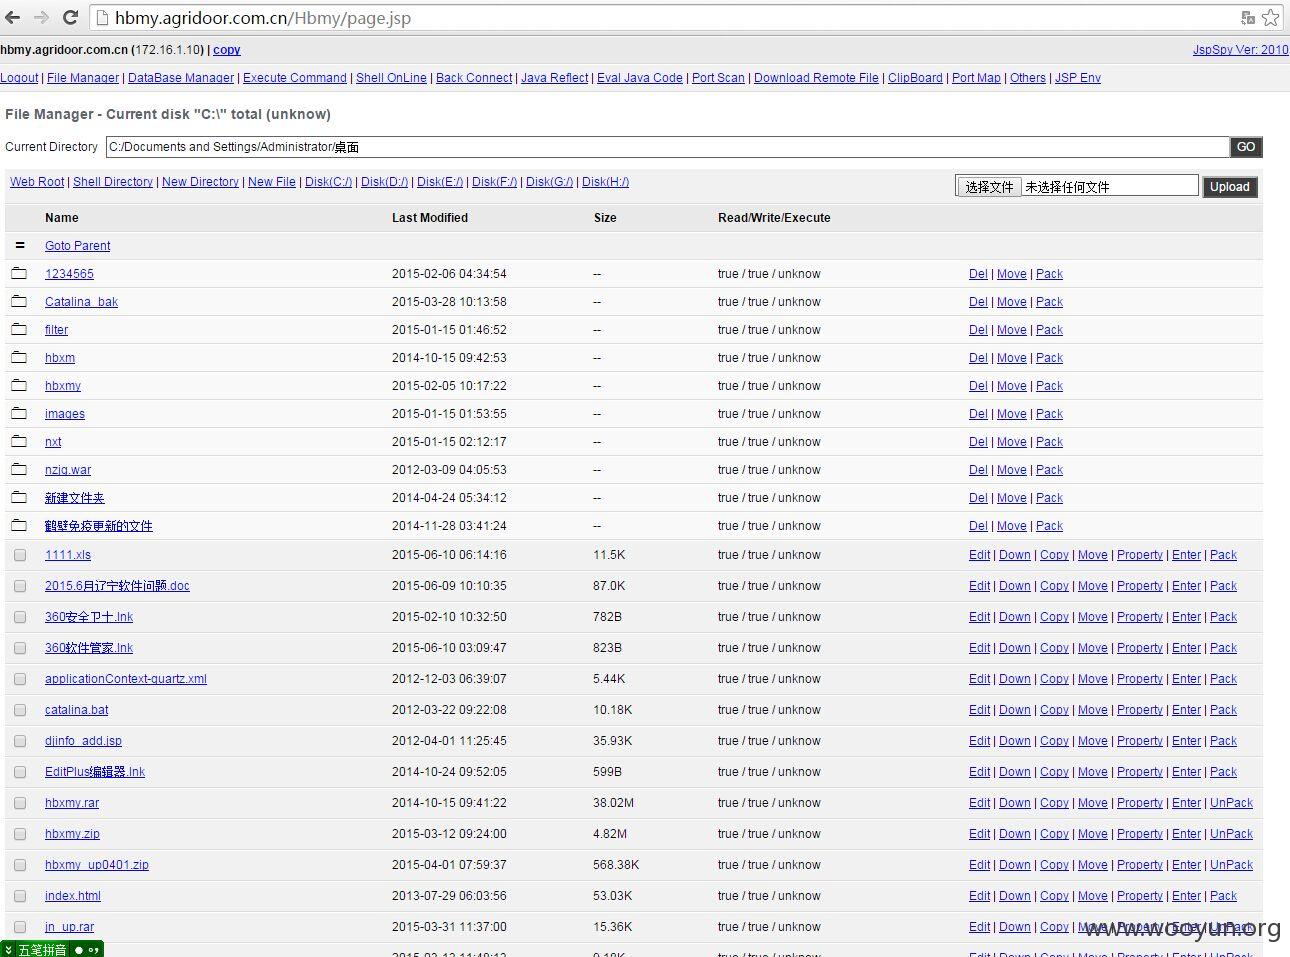 hbmy.agridoor.com.cn/Hbmy/page.jsp
hbmy.agridoor.com.cn (172.16.1.10) | copy JspSpy Ver: 2010
Logout | File Manager | DataBase Manager | Execute Command | Shell OnLine | Back Connect | Java Reflect | Eval Java Code | Port Scan | Download Remote File | ClipBoard | Port Map | Others | JSP Env
File Manager - Current disk "C:\" total (unknow)
Current Directory C:/Documents and Settings/Administrator/桌面 GO
Web Root | Shell Directory | New Directory | New File | Disk(C:/) | Disk(D:/) | Disk(E:/) | Disk(F:/) | Disk(G:/) | Disk(H:/) 选择文件 未选择任何文件 Upload
Name Last Modified Size Read/Write/Execute
= Goto Parent
1234565 2015-02-06 04:34:54 -- true / true / unknow Del | Move | Pack
Catalina_bak 2015-03-28 10:13:58 -- true / true / unknow Del | Move | Pack
filter 2015-01-15 01:46:52 -- true / true / unknow Del | Move | Pack
hbxm 2014-10-15 09:42:53 -- true / true / unknow Del | Move | Pack
hbxmy 2015-02-05 10:17:22 -- true / true / unknow Del | Move | Pack
images 2015-01-15 01:53:55 -- true / true / unknow Del | Move | Pack
nxt 2015-01-15 02:12:17 -- true / true / unknow Del | Move | Pack
nzjg.war 2012-03-09 04:05:53 -- true / true / unknow Del | Move | Pack
新建文件夹 2014-04-24 05:34:12 -- true / true / unknow Del | Move | Pack
鹤壁免疫更新的文件 2014-11-28 03:41:24 -- true / true / unknow Del | Move | Pack
1111.xls 2015-06-10 06:14:16 11.5K true / true / unknow Edit | Down | Copy | Move | Property | Enter | Pack
2015.6月辽宁软件问题.doc 2015-06-09 10:10:35 87.0K true / true / unknow Edit | Down | Copy | Move | Property | Enter | Pack
360安全卫士.lnk 2015-02-10 10:32:50 782B true / true / unknow Edit | Down | Copy | Move | Property | Enter | Pack
360软件管家.lnk 2015-06-10 03:09:47 823B true / true / unknow Edit | Down | Copy | Move | Property | Enter | Pack
applicationContext-quartz.xml 2012-12-03 06:39:07 5.44K true / true / unknow Edit | Down | Copy | Move | Property | Enter | Pack
catalina.bat 2012-03-22 09:22:08 10.18K true / true / unknow Edit | Down | Copy | Move | Property | Enter | Pack
djinfo_add.jsp 2012-04-01 11:25:45 35.93K true / true / unknow Edit | Down | Copy | Move | Property | Enter | Pack
EditPlus编辑器.lnk 2014-10-24 09:52:05 599B true / true / unknow Edit | Down | Copy | Move | Property | Enter | Pack
hbxmy.rar 2014-10-15 09:41:22 38.02M true / true / unknow Edit | Down | Copy | Move | Property | Enter | UnPack
hbxmy.zip 2015-03-12 09:24:00 4.82M true / true / unknow Edit | Down | Copy | Move | Property | Enter | UnPack
hbxmy_up0401.zip 2015-04-01 07:59:37 568.38K true / true / unknow Edit | Down | Copy | Move | Property | Enter | UnPack
index.html 2013-07-29 06:03:56 53.03K true / true / unknow Edit | Down | Copy | Move | Property | Enter | Pack
jn_up.rar 2015-03-31 11:37:00 15.36K true / true / unknow Edit | Down | Copy | Move | Property | Enter | UnPack
www.wooyun.org
五笔拼音